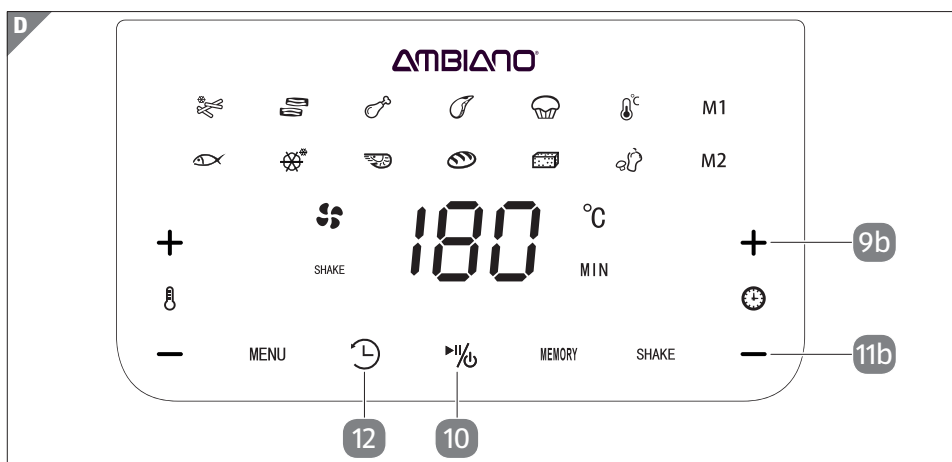 D
AMBIANO
°C M1
M2
180 °C
9b
SHAKE MIN
MENU MEMORY SHAKE 11b
12 10